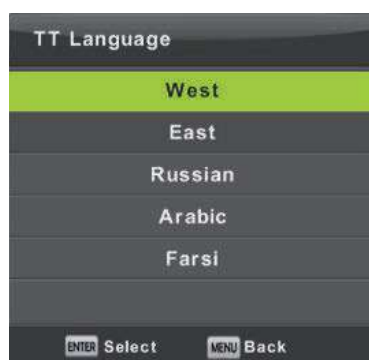 TT Language
West
East
Russian
Arabic
Farsi
ENTER Select MENU Back